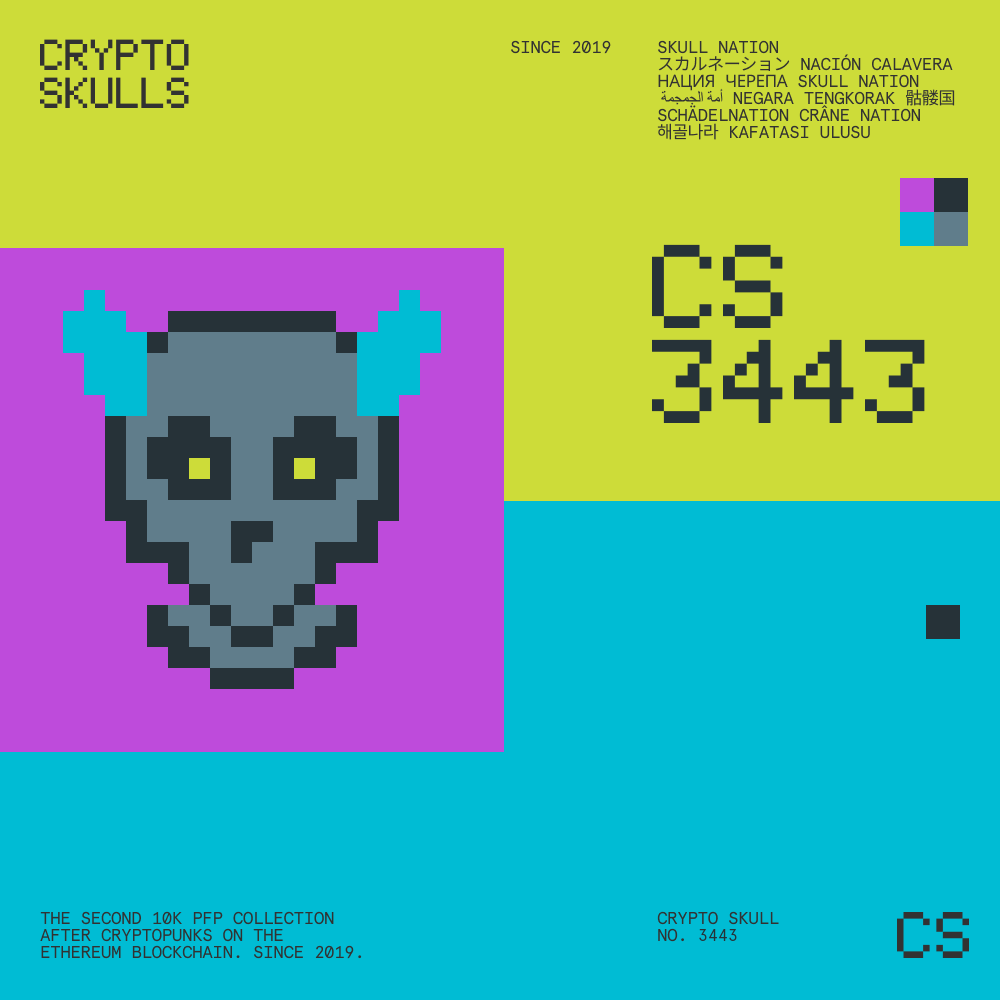 CRYPTO
SKULLS
SINCE 2019
SKULL NATION
スカルネーション NACIÓN CALAVERA
НАЦИЯ ЧЕРЕПА SKULL NATION
أمة الجمجمة NEGARA TENGKORAK 骷髅国
SCHÄDELNATION CRÂNE NATION
해골나라 KAFATASI ULUSU
CS
3443
THE SECOND 10K PFP COLLECTION
AFTER CRYPTOPUNKS ON THE
ETHEREUM BLOCKCHAIN. SINCE 2019.
CRYPTO SKULL
NO. 3443
CS